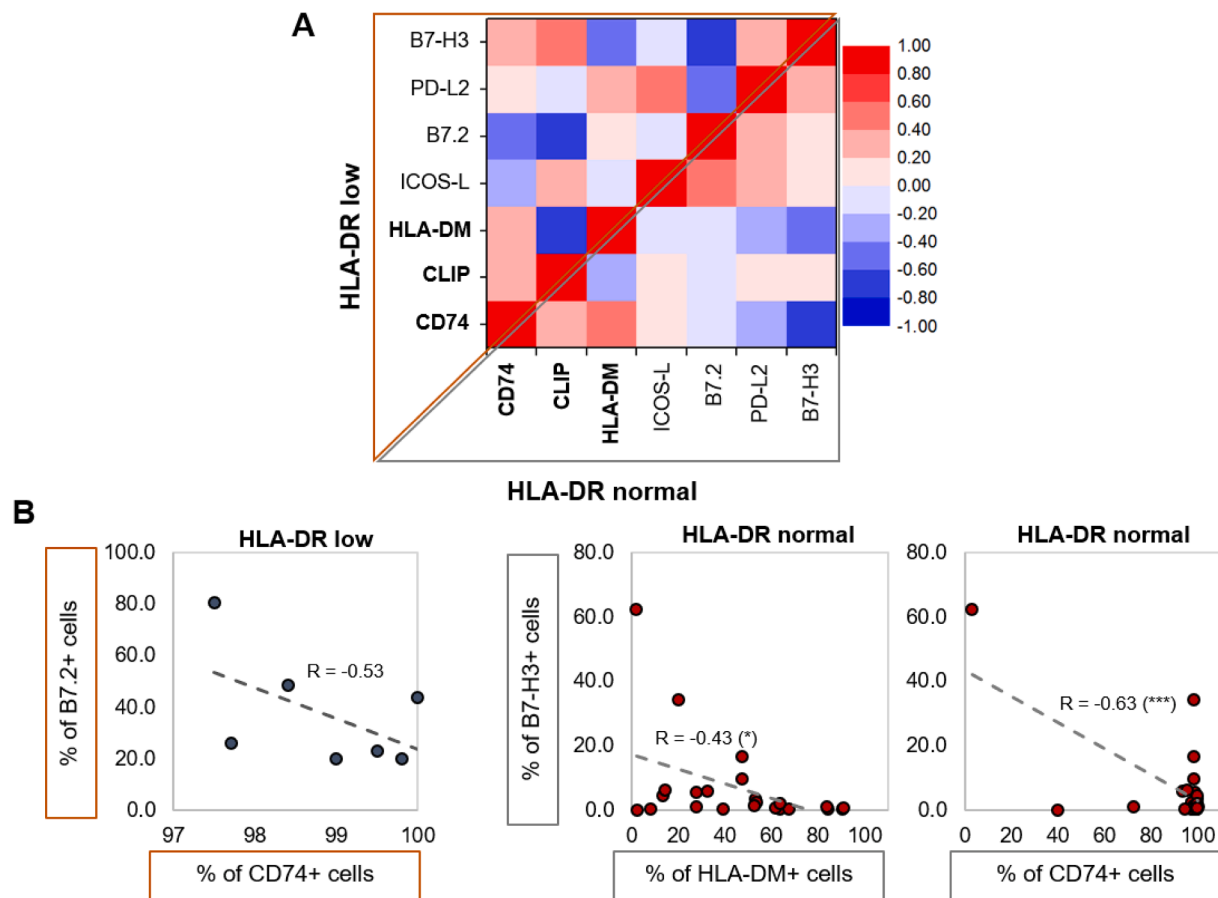 A
B7-H3
PD-L2
B7.2
ICOS-L
HLA-DM
CLIP
CD74
HLA-DR low
CD74
CLIP
HLA-DM
ICOS-L
B7.2
PD-L2
B7-H3
HLA-DR normal
1.00
0.80
0.60
0.40
0.20
0.00
-0.20
-0.40
-0.60
-0.80
-1.00
B
HLA-DR low
% of B7.2+ cells
100.0
80.0
60.0
40.0
20.0
0.0
R = -0.53
97 98 99 100
% of CD74+ cells
HLA-DR normal
% of B7-H3+ cells
80.0
60.0
40.0
20.0
0.0
R = -0.43 (*)
0 20 40 60 80 100
% of HLA-DM+ cells
HLA-DR normal
80.0
60.0
40.0
20.0
0.0
R = -0.63 (***)
0 20 40 60 80 100
% of CD74+ cells